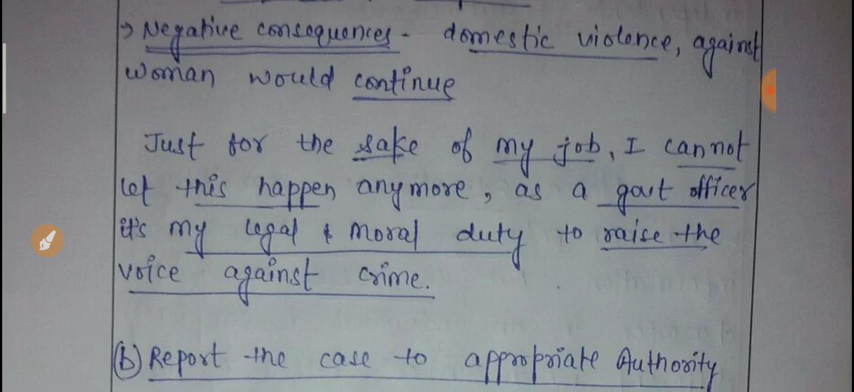 → Negative consequences - domestic violence, against
woman would continue
Just for the sake of my job, I cannot
let this happen anymore, as a govt officer
it's my legal & moral duty to raise the
voice against crime.
(b) Report the case to appropriate Authority